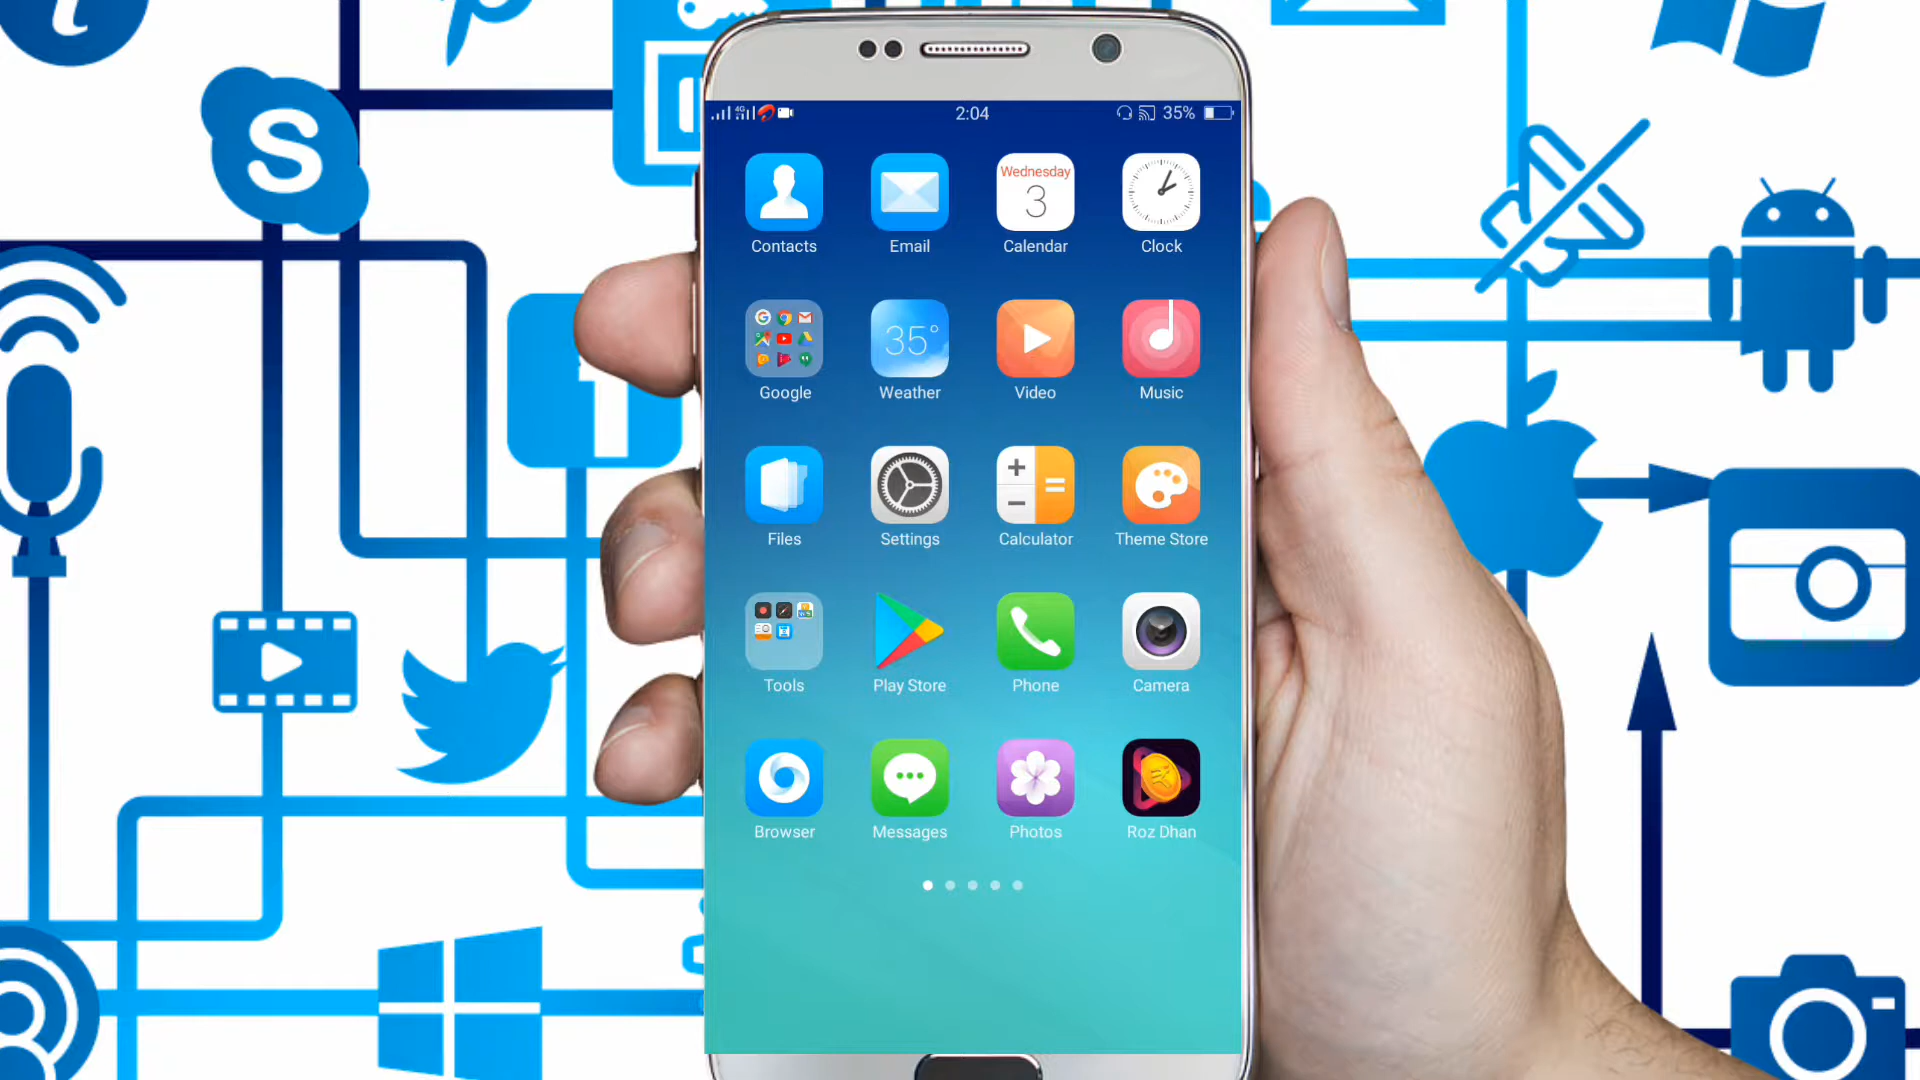 4G 2:04 35%
Wednesday
3
Contacts Email Calendar Clock
35°
Google Weather Video Music
Files Settings Calculator Theme Store
Tools Play Store Phone Camera
Browser Messages Photos Roz Dhan
S